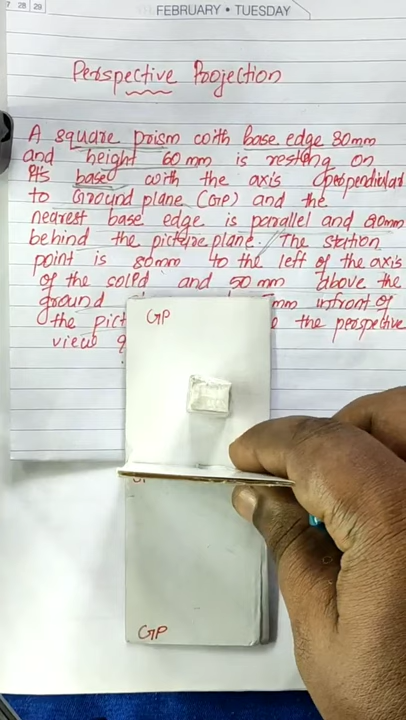 7 28 29
FEBRUARY • TUESDAY
Perspective Projection
A square prism with base edge 30mm
and height 60 mm is resting on
its base with the axis perpendicular
to Ground plane (GP) and the
nearest base edge is parallel and 20mm
behind the picture plane. The station
point is 80mm to the left of the axis
of the solid and 50 mm above the
ground mm infront of
the pict the perspective
view
GP
GP